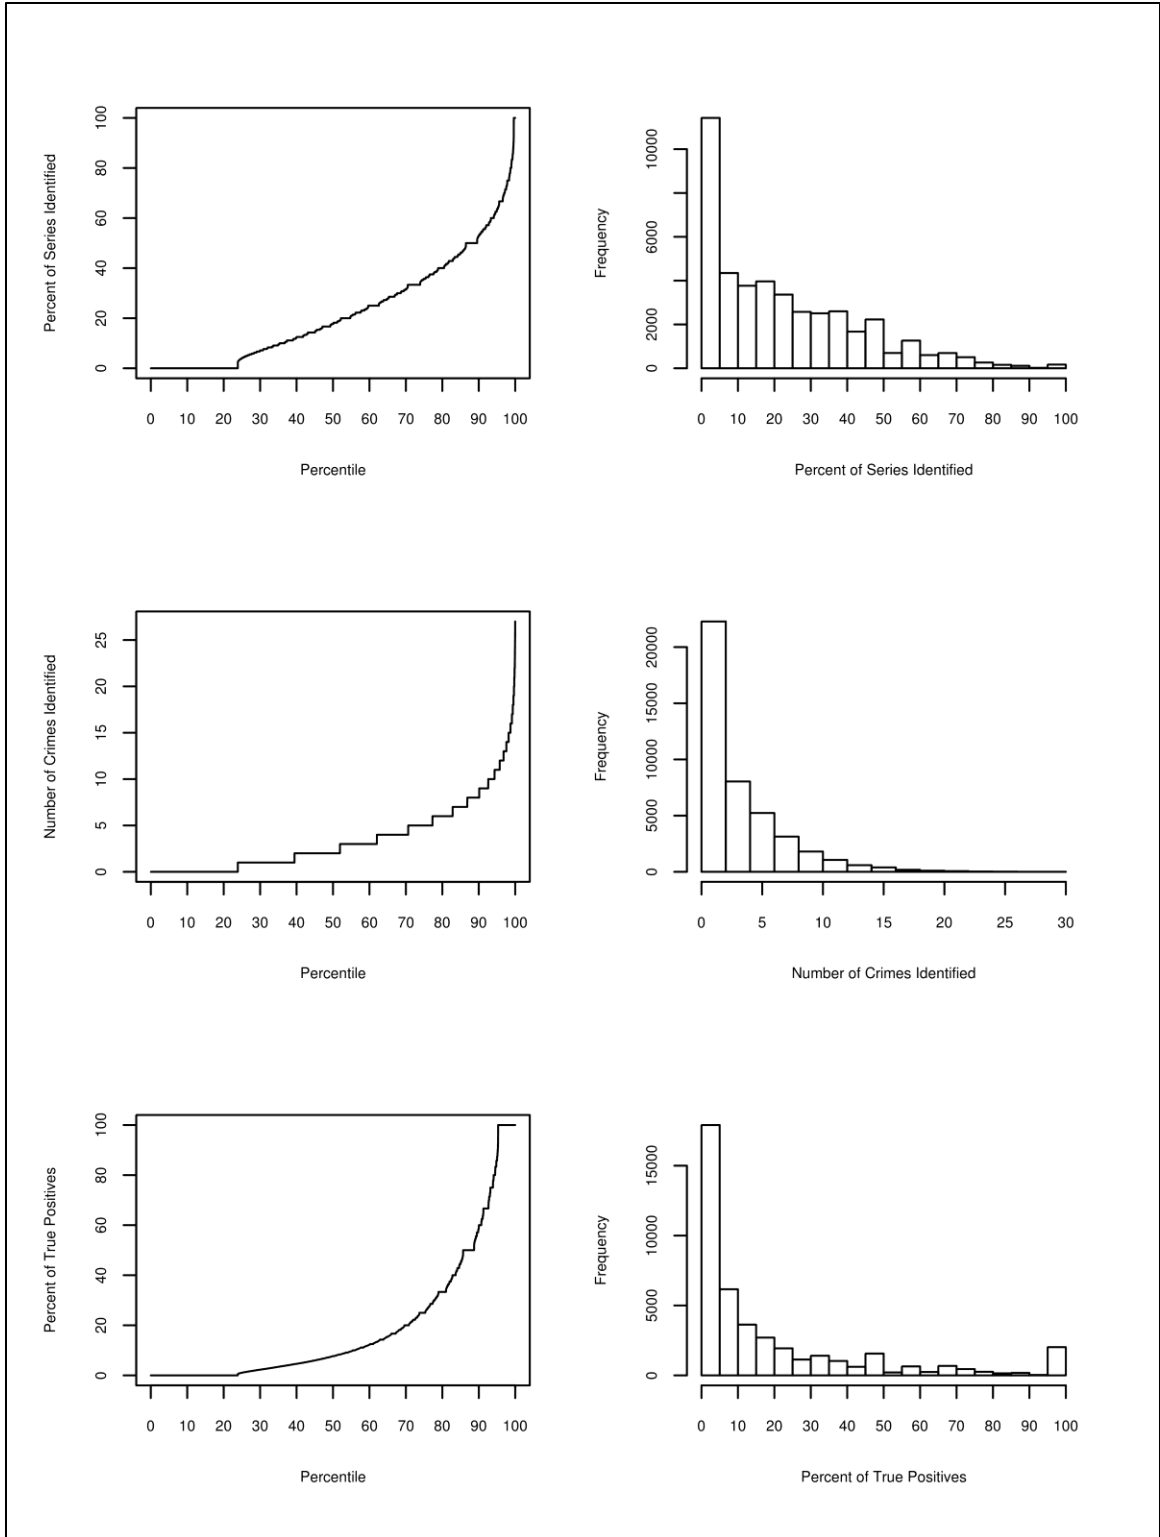 Percent of Series Identified
100
80
60
40
20
0
0 10 20 30 40 50 60 70 80 90 100
Percentile
Frequency
10000
6000
2000
0
0 10 20 30 40 50 60 70 80 90 100
Percent of Series Identified
Number of Crimes Identified
25
20
15
10
5
0
0 10 20 30 40 50 60 70 80 90 100
Percentile
Frequency
20000
15000
10000
5000
0
0 5 10 15 20 25 30
Number of Crimes Identified
Percent of True Positives
100
80
60
40
20
0
0 10 20 30 40 50 60 70 80 90 100
Percentile
Frequency
15000
10000
5000
0
0 10 20 30 40 50 60 70 80 90 100
Percent of True Positives